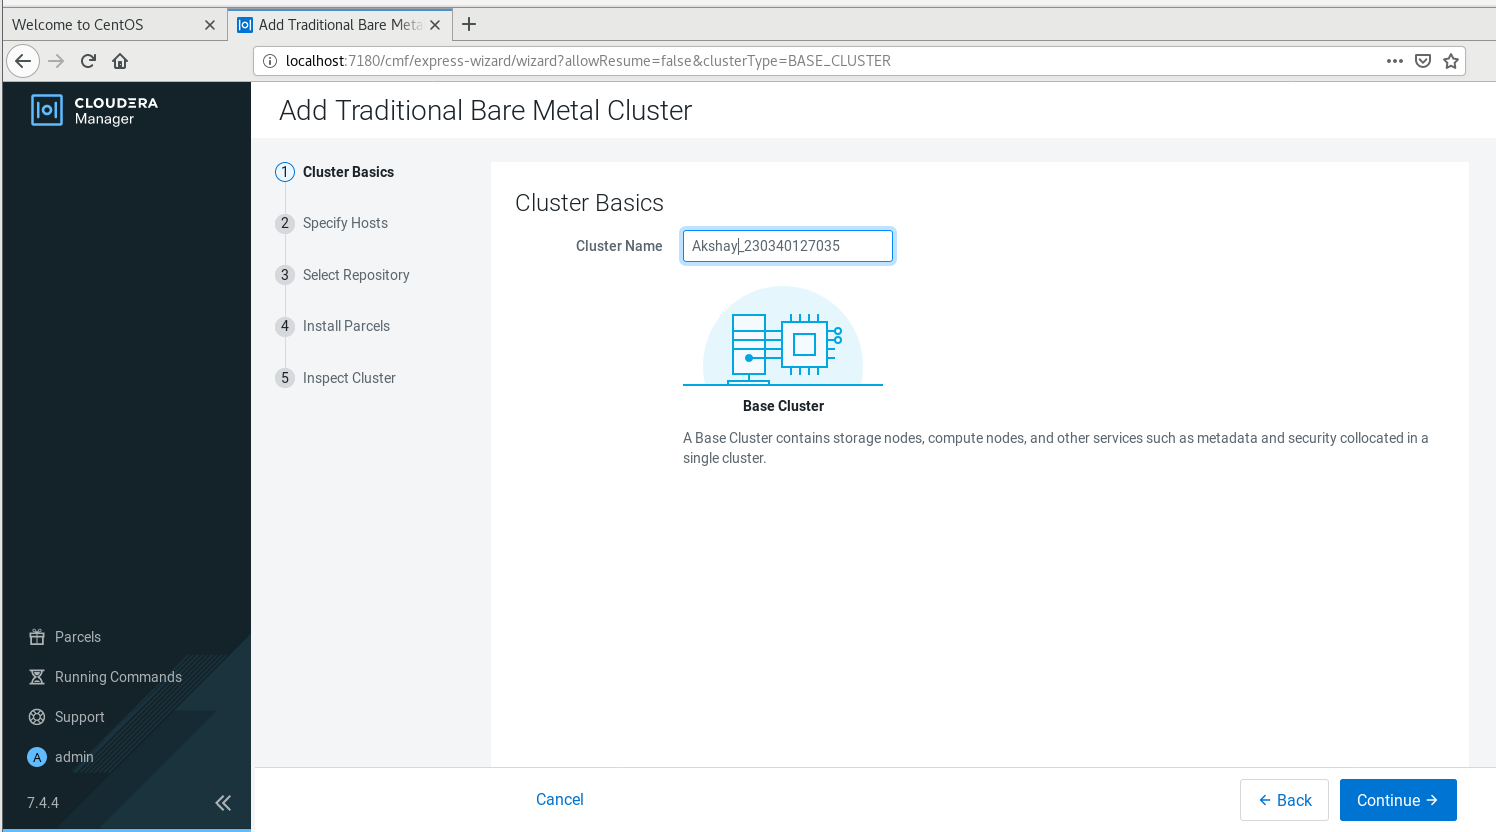 Welcome to CentOS
Add Traditional Bare Meta
localhost:7180/cmf/express-wizard/wizard?allowResume=false&clusterType=BASE_CLUSTER
CLOUDERA
Manager
Add Traditional Bare Metal Cluster
1 Cluster Basics
2 Specify Hosts
3 Select Repository
4 Install Parcels
5 Inspect Cluster
Cluster Basics
Cluster Name Akshay_230340127035
Base Cluster
A Base Cluster contains storage nodes, compute nodes, and other services such as metadata and security collocated in a
single cluster.
Parcels
Running Commands
Support
A admin
7.4.4
Cancel
Back
Continue